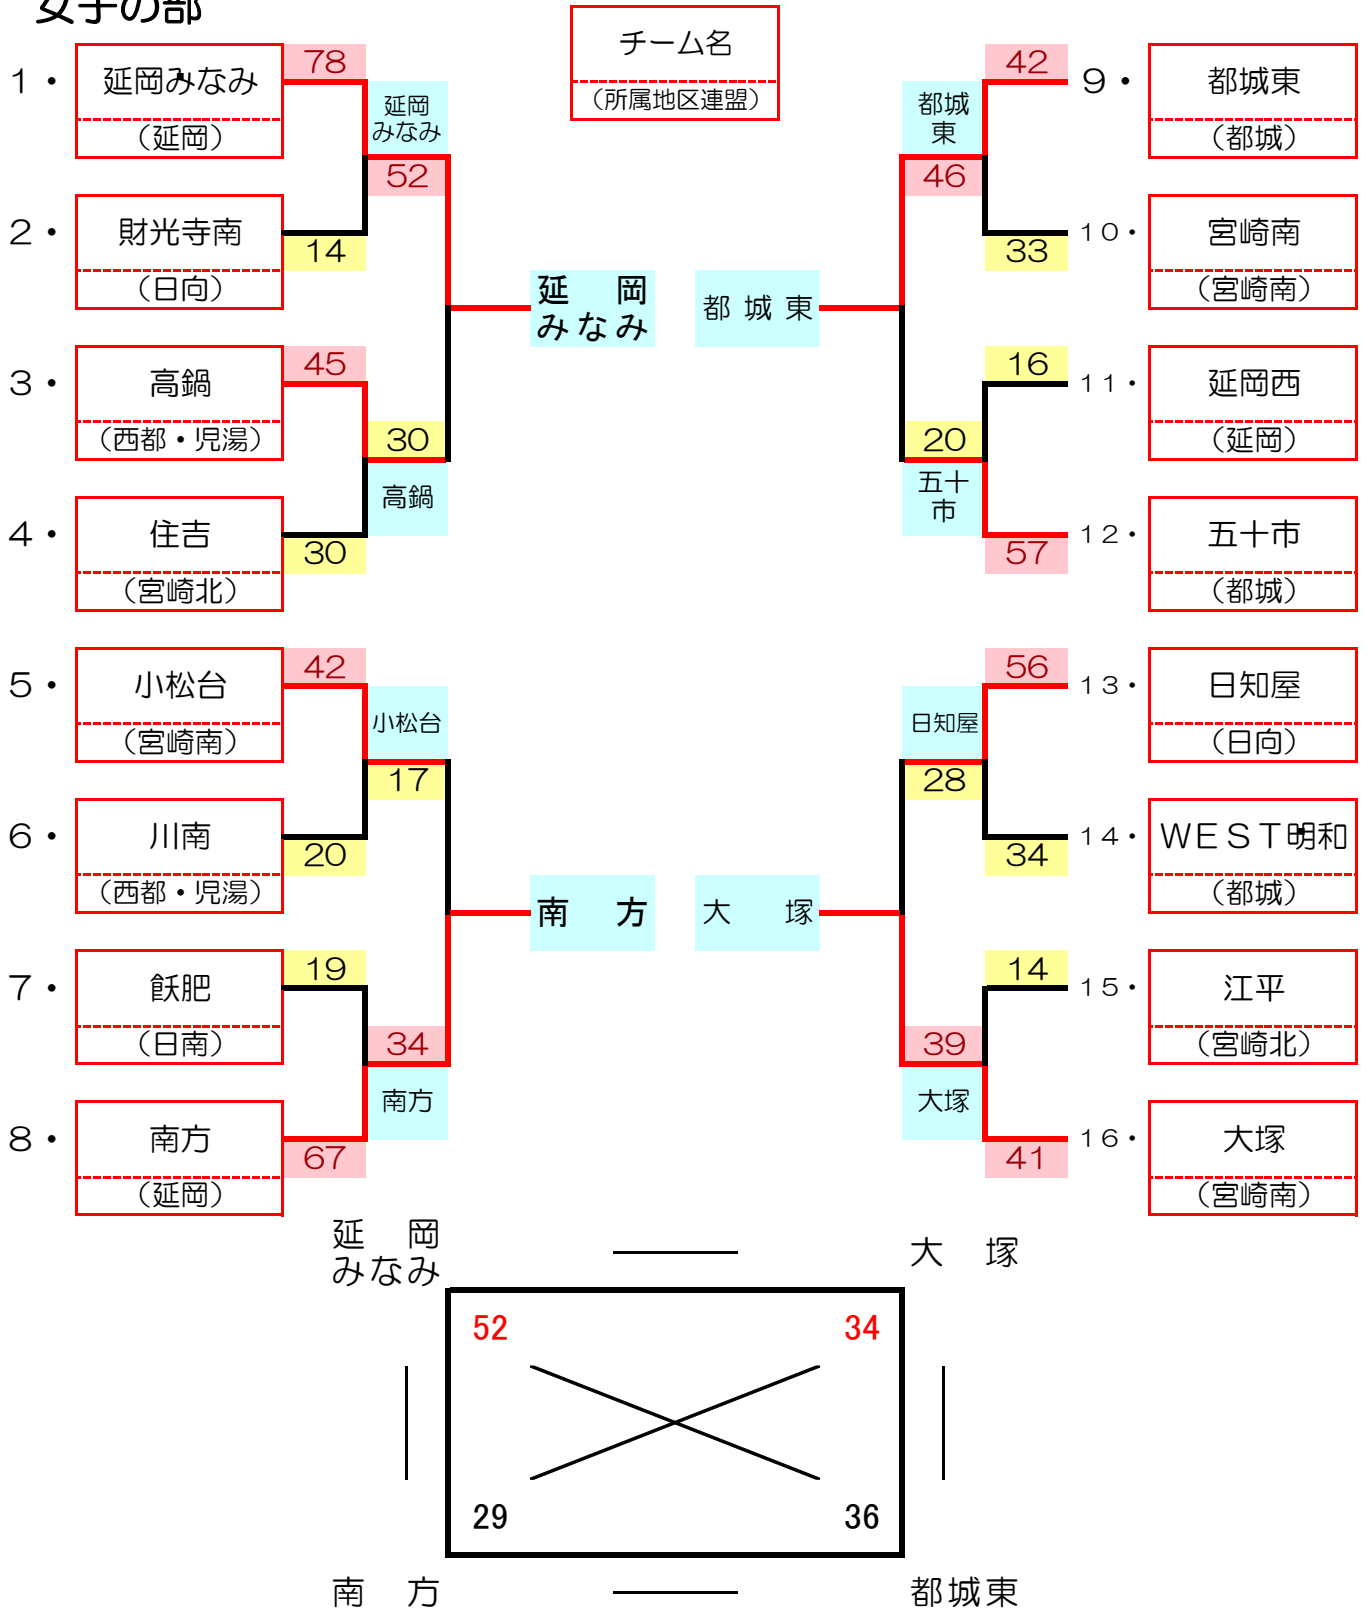 女子の部
チーム名
（所属地区連盟）
1・
延岡みなみ
（延岡）
78
延岡
みなみ
52
2・
財光寺南
（日向）
14
延　岡
みなみ
3・
高鍋
（西都・児湯）
45
30
高鍋
4・
住吉
（宮崎北）
30
5・
小松台
（宮崎南）
42
小松台
17
6・
川南
（西都・児湯）
20
南　方
7・
飫肥
（日南）
19
34
南方
8・
南方
（延岡）
67
42
9・
都城東
（都城）
都城
東
46
33
10・
宮崎南
（宮崎南）
都城東
16
11・
延岡西
（延岡）
20
五十
市
57
12・
五十市
（都城）
56
13・
日知屋
（日向）
日知屋
28
34
14・
WEST明和
（都城）
大　塚
14
15・
江平
（宮崎北）
39
大塚
41
16・
大塚
（宮崎南）
延　岡
みなみ
大　塚
52
34
29
36
南　方
都城東